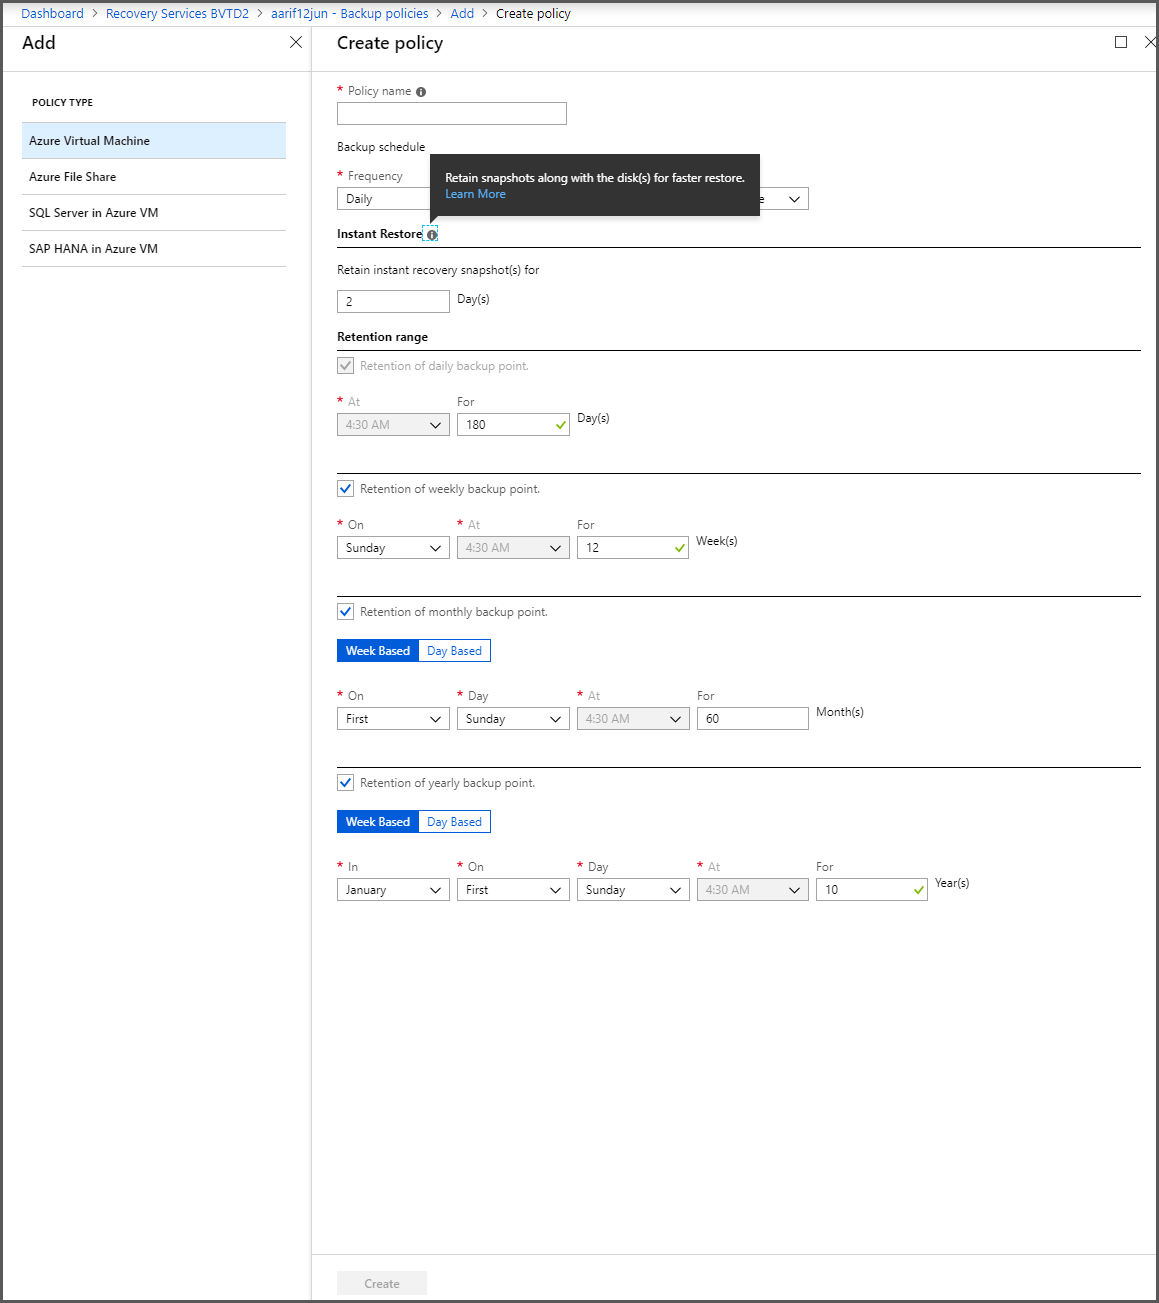 Dashboard > Recovery Services BVTD2 > aarif12jun - Backup policies > Add > Create policy
Add
POLICY TYPE
Azure Virtual Machine
Azure File Share
SQL Server in Azure VM
SAP HANA in Azure VM
Create policy
* Policy name
Backup schedule
* Frequency
Daily
Retain snapshots along with the disk(s) for faster restore.
Learn More
e
Instant Restore
Retain instant recovery snapshot(s) for
2 Day(s)
Retention range
Retention of daily backup point.
* At For
4:30 AM 180 Day(s)
Retention of weekly backup point.
* On * At For
Sunday 4:30 AM 12 Week(s)
Retention of monthly backup point.
Week Based Day Based
* On * Day * At For
First Sunday 4:30 AM 60 Month(s)
Retention of yearly backup point.
Week Based Day Based
* In * On * Day * At For
January First Sunday 4:30 AM 10 Year(s)
Create